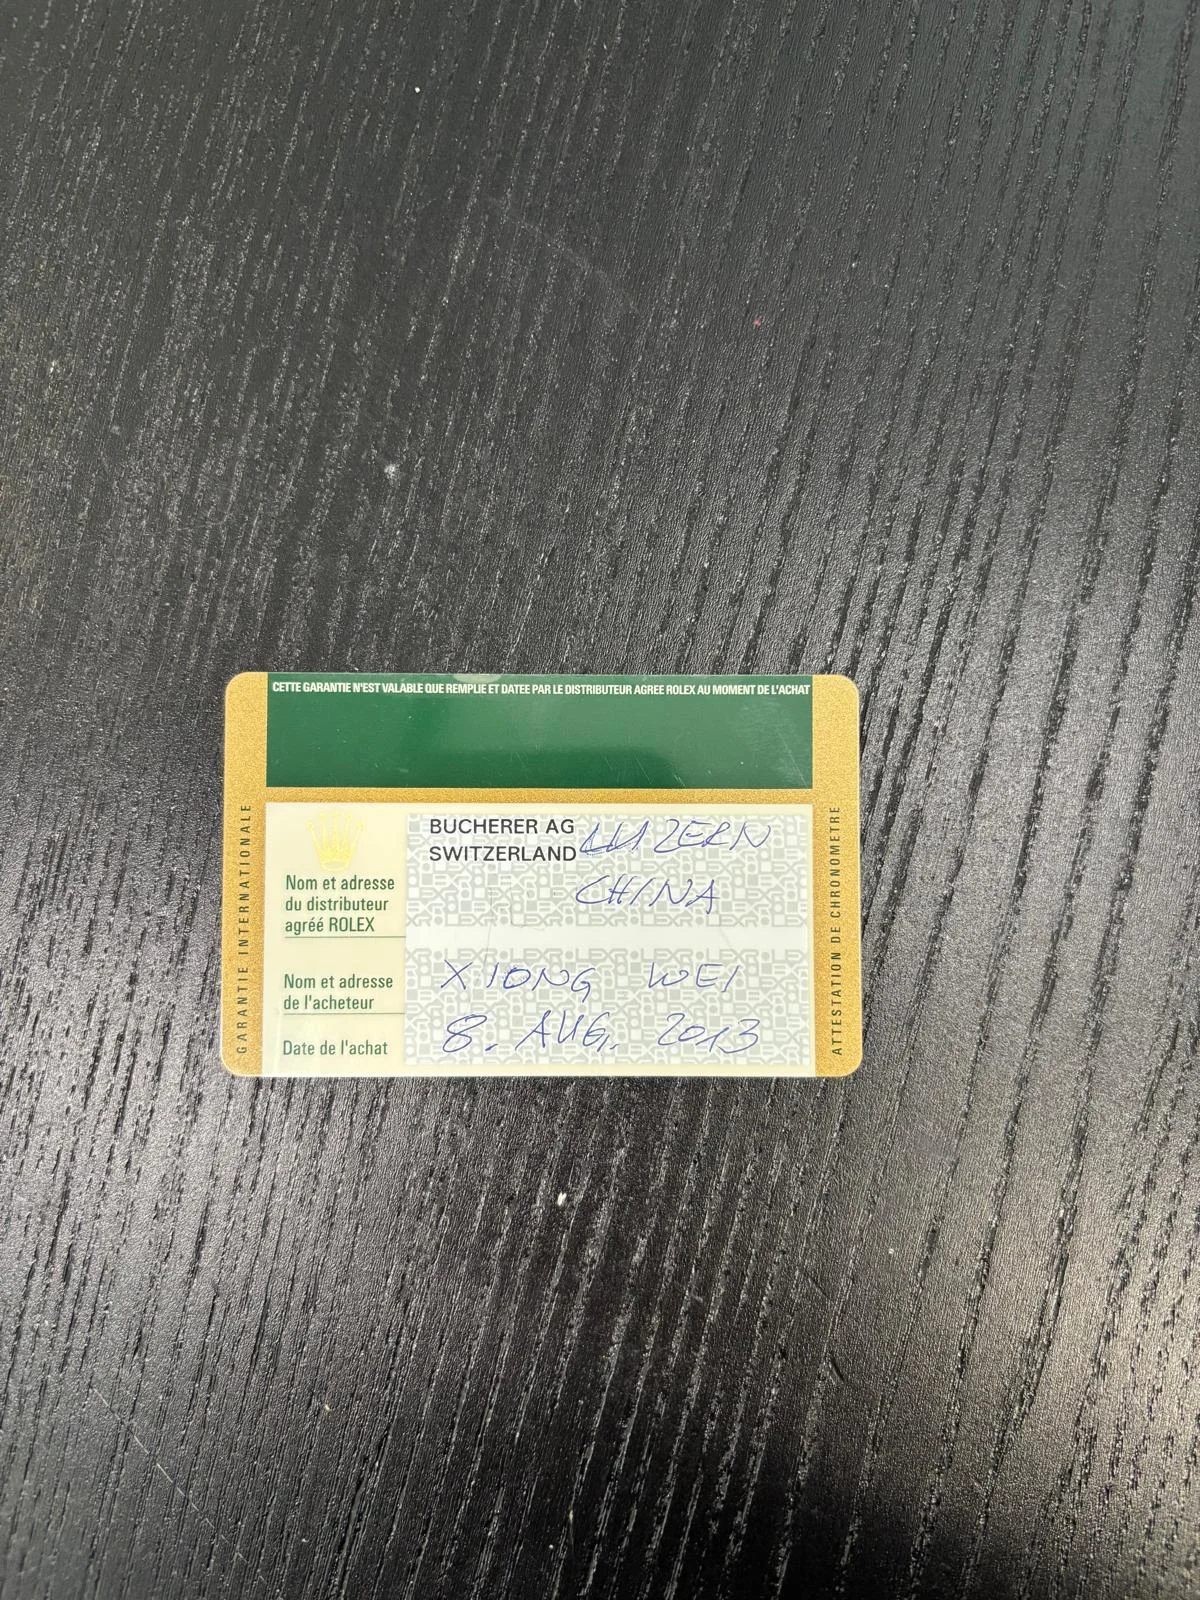 CETTE GARANTIE N'EST VALABLE QUE REMPLIE ET DATEE PAR LE DISTRIBUTEUR AGREE ROLEX AU MOMENT DE L'ACHAT
GARANTIE INTERNATIONALE
BUCHERER AG LUZERN
SWITZERLAND
CHINA
Nom et adresse
du distributeur
agréé ROLEX
Nom et adresse
de l'acheteur
XIONG WEI
Date de l'achat
8. AUG. 2013
ATTESTATION DE CHRONOMETRE